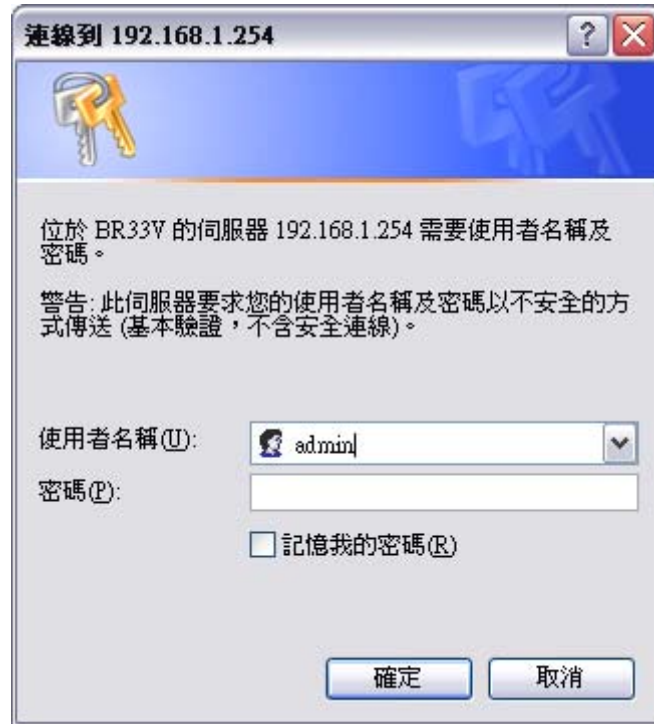 連線到 192.168.1.254
位於 BR33V 的伺服器 192.168.1.254 需要使用者名稱及
密碼。
警告: 此伺服器要求您的使用者名稱及密碼以不安全的方
式傳送 (基本驗證，不含安全連線)。
使用者名稱(U):
admin
密碼(P):
記憶我的密碼(R)
確定
取消